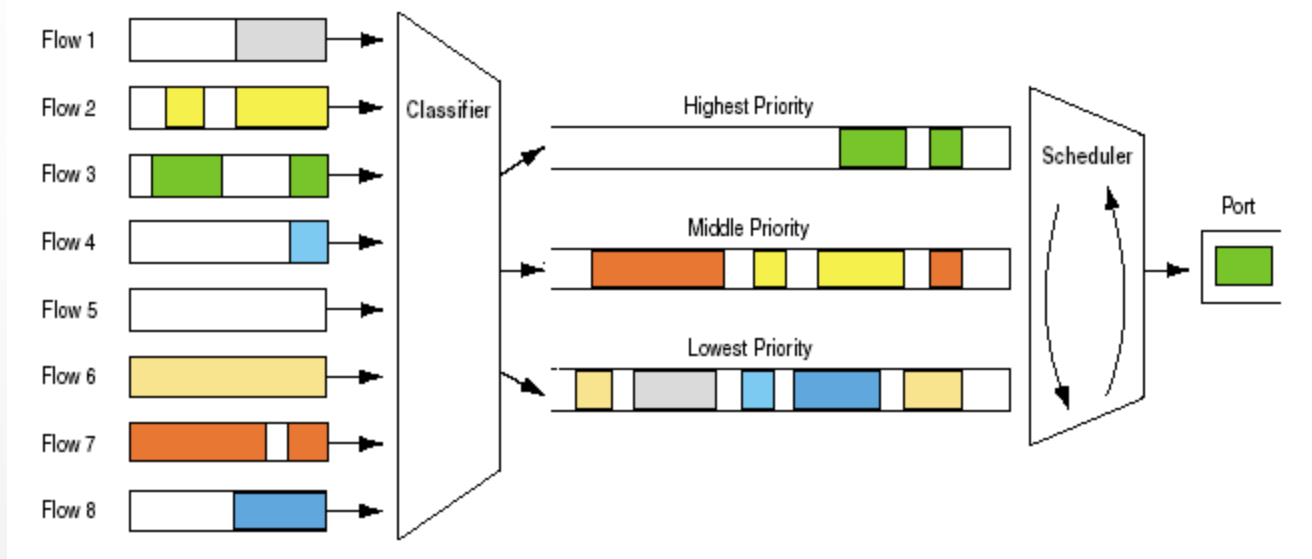 Flow 1
Flow 2
Flow 3
Flow 4
Flow 5
Flow 6
Flow 7
Flow 8
Classifier
Highest Priority
Middle Priority
Lowest Priority
Scheduler
Port